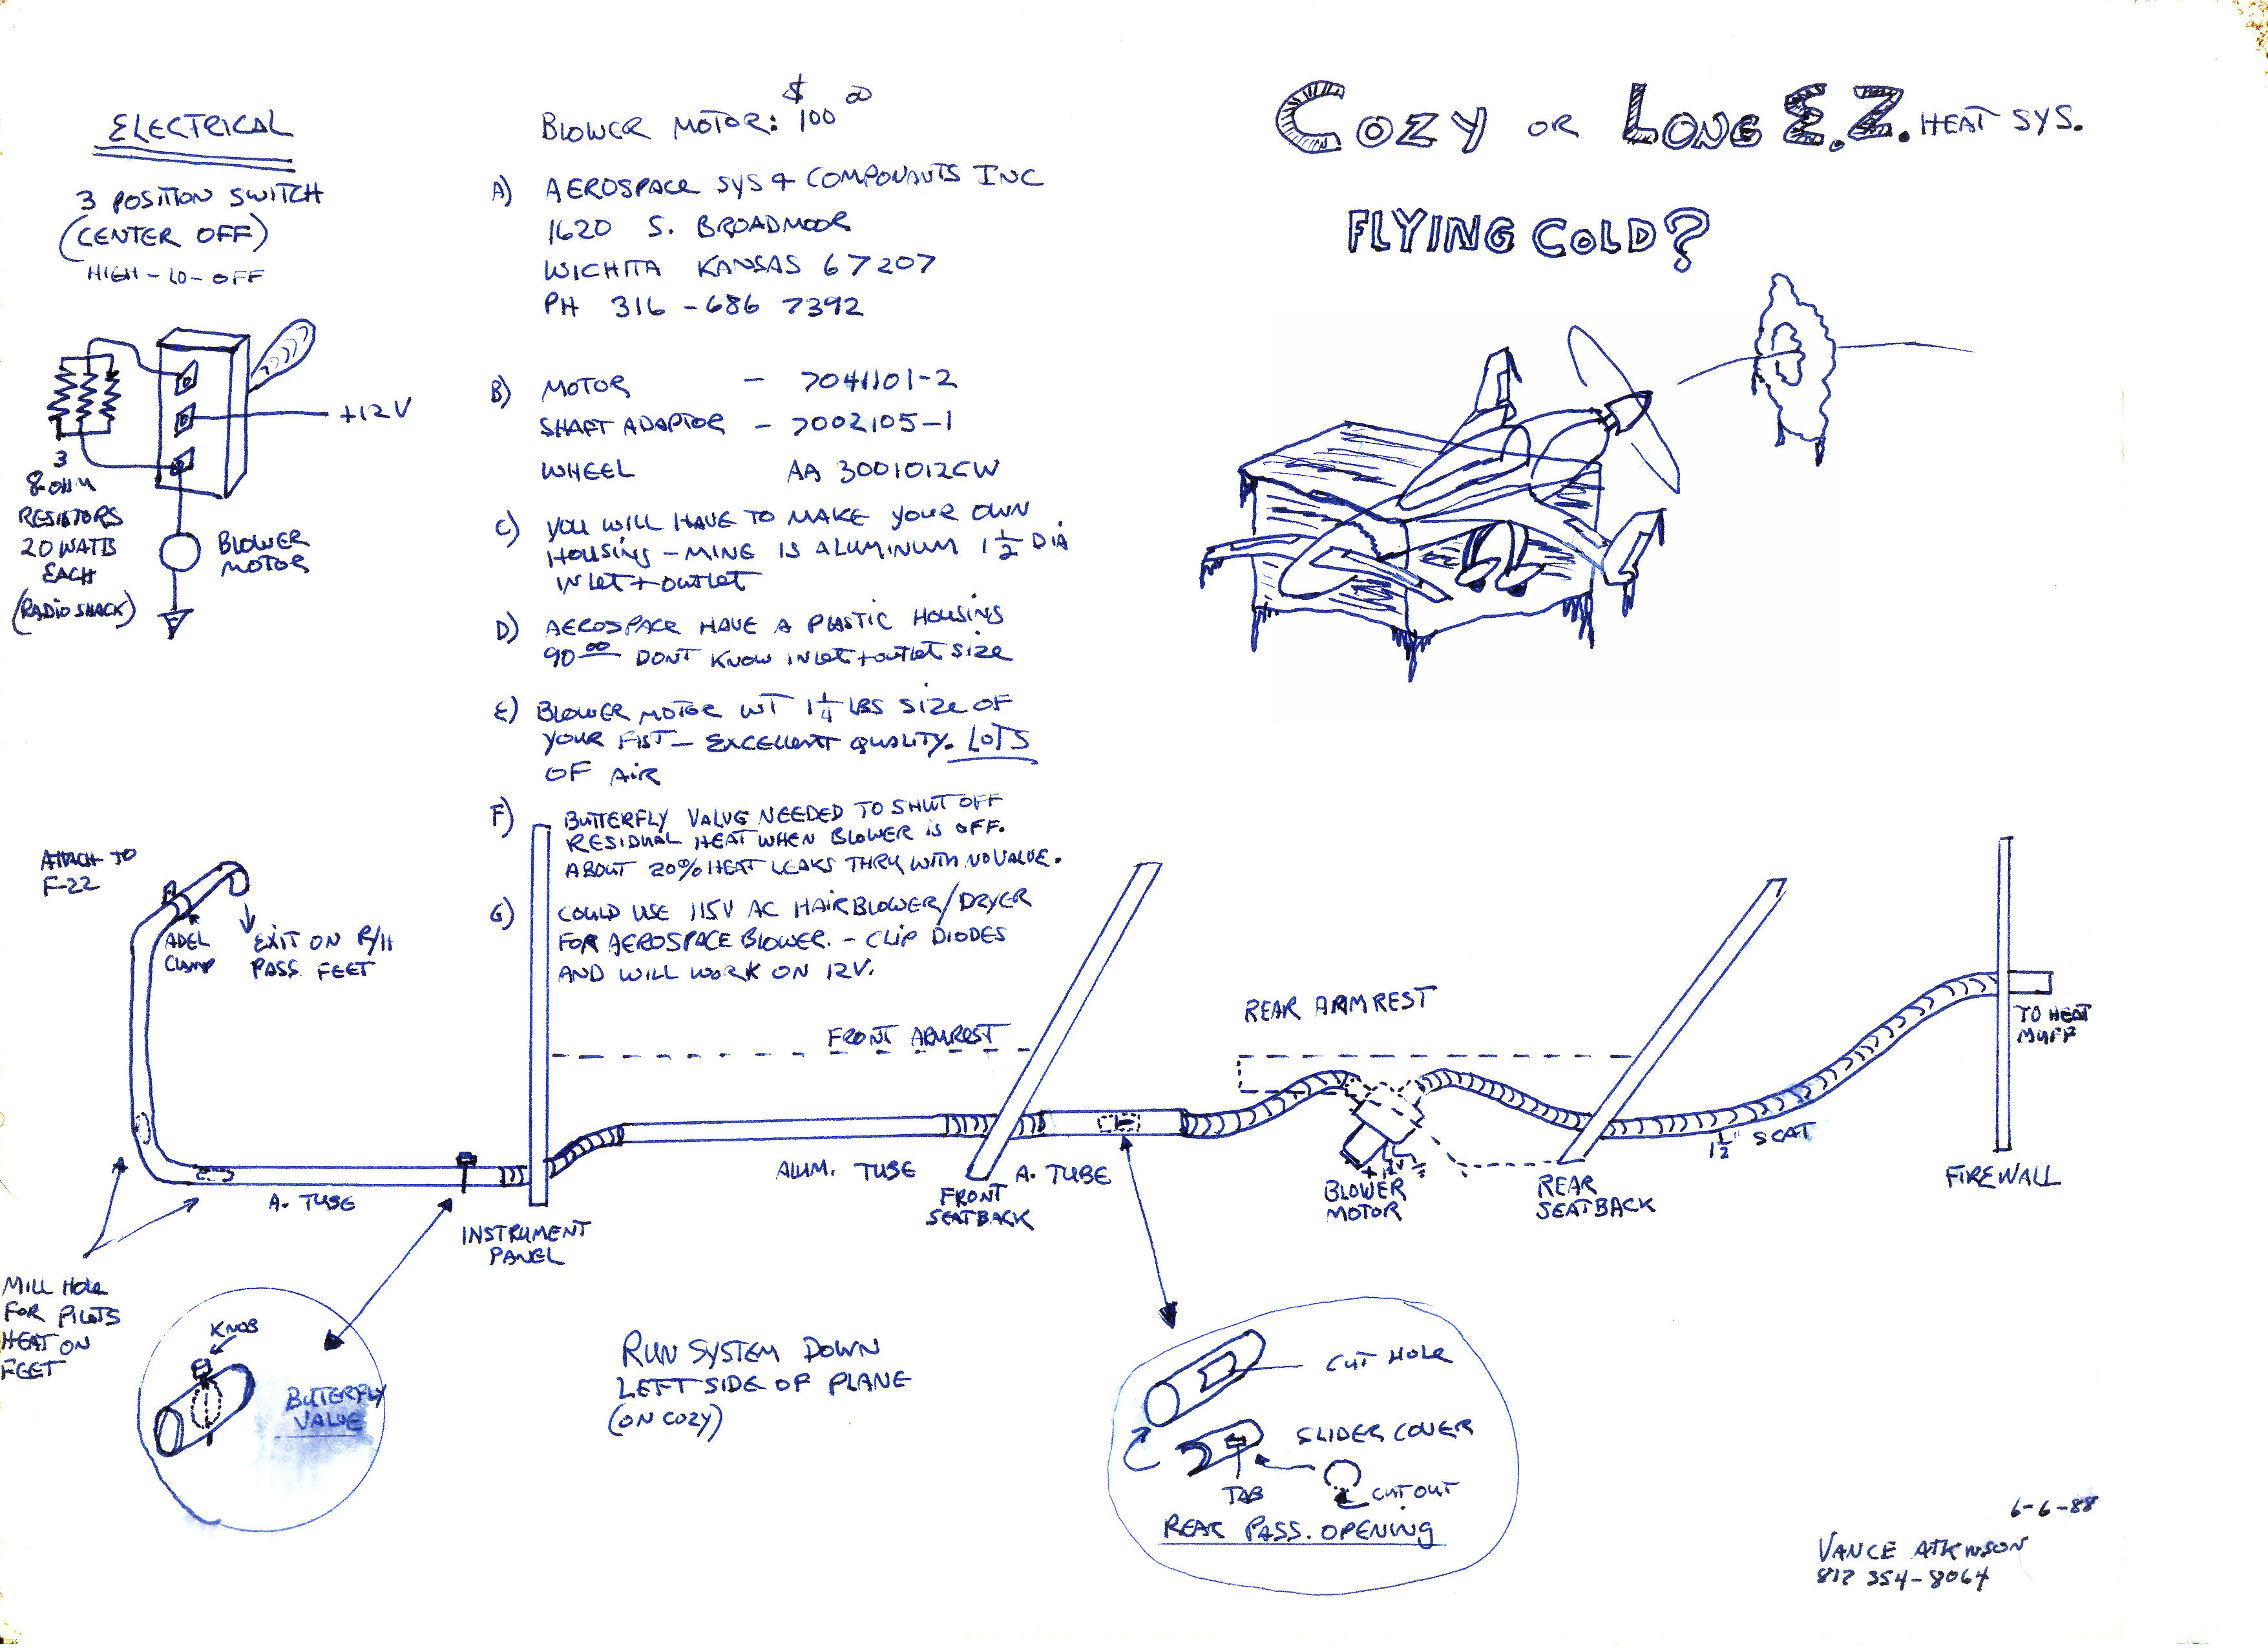 COZY OR LONG E.Z. HEAT SYS.
FLYING COLD?
ELECTRICAL
3 POSITION SWITCH
(CENTER OFF)
HIGH - LO - OFF
+12V
3
8 OHM
RESISTORS
20 WATTS
EACH
(RADIO SHACK)
BLOWER
MOTOR
BLOWER MOTOR: $100 00
A) AEROSPACE SYS & COMPONANTS INC
1620 S. BROADMOOR
WICHITA KANSAS 67207
PH 316-686 7392
B) MOTOR - 7041101-2
SHAFT ADAPTOR - 7002105-1
WHEEL AA 3001012CW
C) YOU WILL HAVE TO MAKE YOUR OWN
HOUSING - MINE IS ALUMINUM 1 1/2 DIA
INLET + OUTLET
D) AEROSPACE HAVE A PLASTIC HOUSING
90 00 DONT KNOW INLET + OUTLET SIZE
E) BLOWER MOTOR WT 1 1/4 LBS SIZE OF
YOUR FIST - EXCELLENT QUALITY. LOTS
OF AIR
F) BUTTERFLY VALVE NEEDED TO SHUT OFF
RESIDUAL HEAT WHEN BLOWER IS OFF.
ABOUT 20% HEAT LEAKS THRU WITH NO VALVE.
G) COULD USE 115V AC HAIRBLOWER/DRYER
FOR AEROSPACE BLOWER. - CLIP DIODES
AND WILL WORK ON 12V.
ATTACH TO
F-22
ADEL
CLAMP
EXIT ON R/H
PASS. FEET
FRONT ARMREST
REAR ARMREST
TO HEAT
MUFF
A. TUBE
INSTRUMENT
PANEL
ALUM. TUBE
FRONT
SEATBACK
A. TUBE
+ 12V
BLOWER
MOTOR
REAR
SEATBACK
1 1/2" SCAT
FIREWALL
MILL HOLE
FOR PILOTS
HEAT ON
FEET
KNOB
BUTTERFLY
VALVE
RUN SYSTEM DOWN
LEFT SIDE OF PLANE
(ON COZY)
CUT HOLE
SLIDER COVER
TAB
CUT OUT
REAR PASS. OPENING
6-6-88
VANCE ATKINSON
817 354-8064